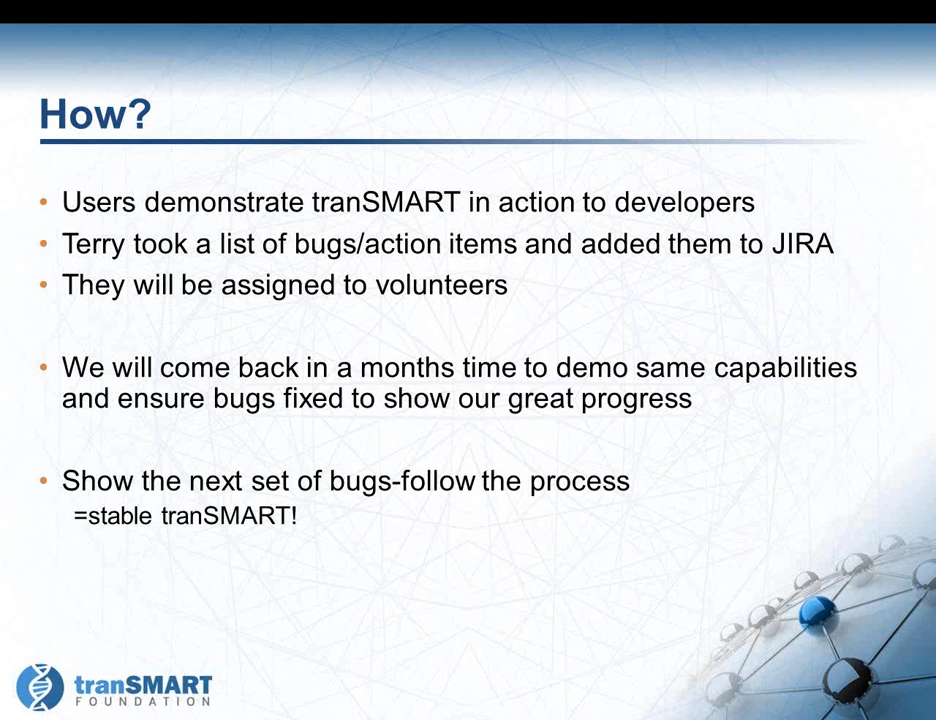 How?
• Users demonstrate tranSMART in action to developers
• Terry took a list of bugs/action items and added them to JIRA
• They will be assigned to volunteers
• We will come back in a months time to demo same capabilities
and ensure bugs fixed to show our great progress
• Show the next set of bugs-follow the process
=stable tranSMART!
tranSMART
FOUNDATION